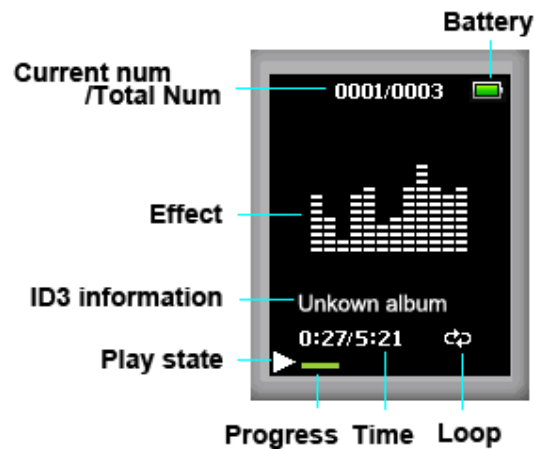 Battery
Current num
/Total Num
0001/0003
Effect
ID3 information
Unkown album
0:27/5:21
Play state
Progress
Time
Loop